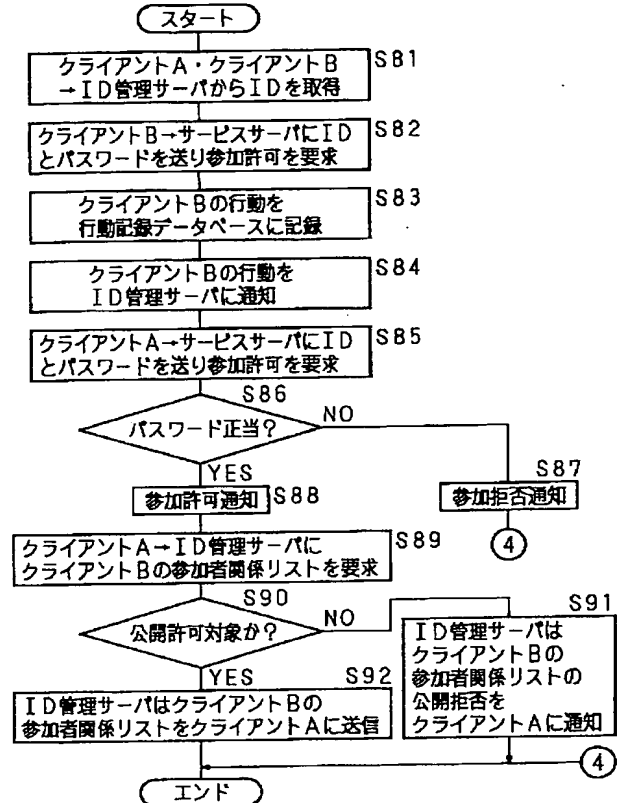 スタート
クライアントA・クライアントB
→ID管理サーバからIDを取得
S81
クライアントB→サービスサーバにID
とパスワードを送り参加許可を要求
S82
クライアントBの行動を
行動記録データベースに記録
S83
クライアントBの行動を
ID管理サーバに通知
S84
クライアントA→サービスサーバにID
とパスワードを送り参加許可を要求
S85
S86
パスワード正当?
NO
YES
S87
参加許可通知
S88
参加拒否通知
4
クライアントA→ID管理サーバに
クライアントBの参加者関係リストを要求
S89
S90
公開許可対象か?
NO
YES
S91
ID管理サーバは
クライアントBの
参加者関係リストの
公開拒否を
クライアントAに通知
S92
ID管理サーバはクライアントBの
参加者関係リストをクライアントAに送信
4
エンド